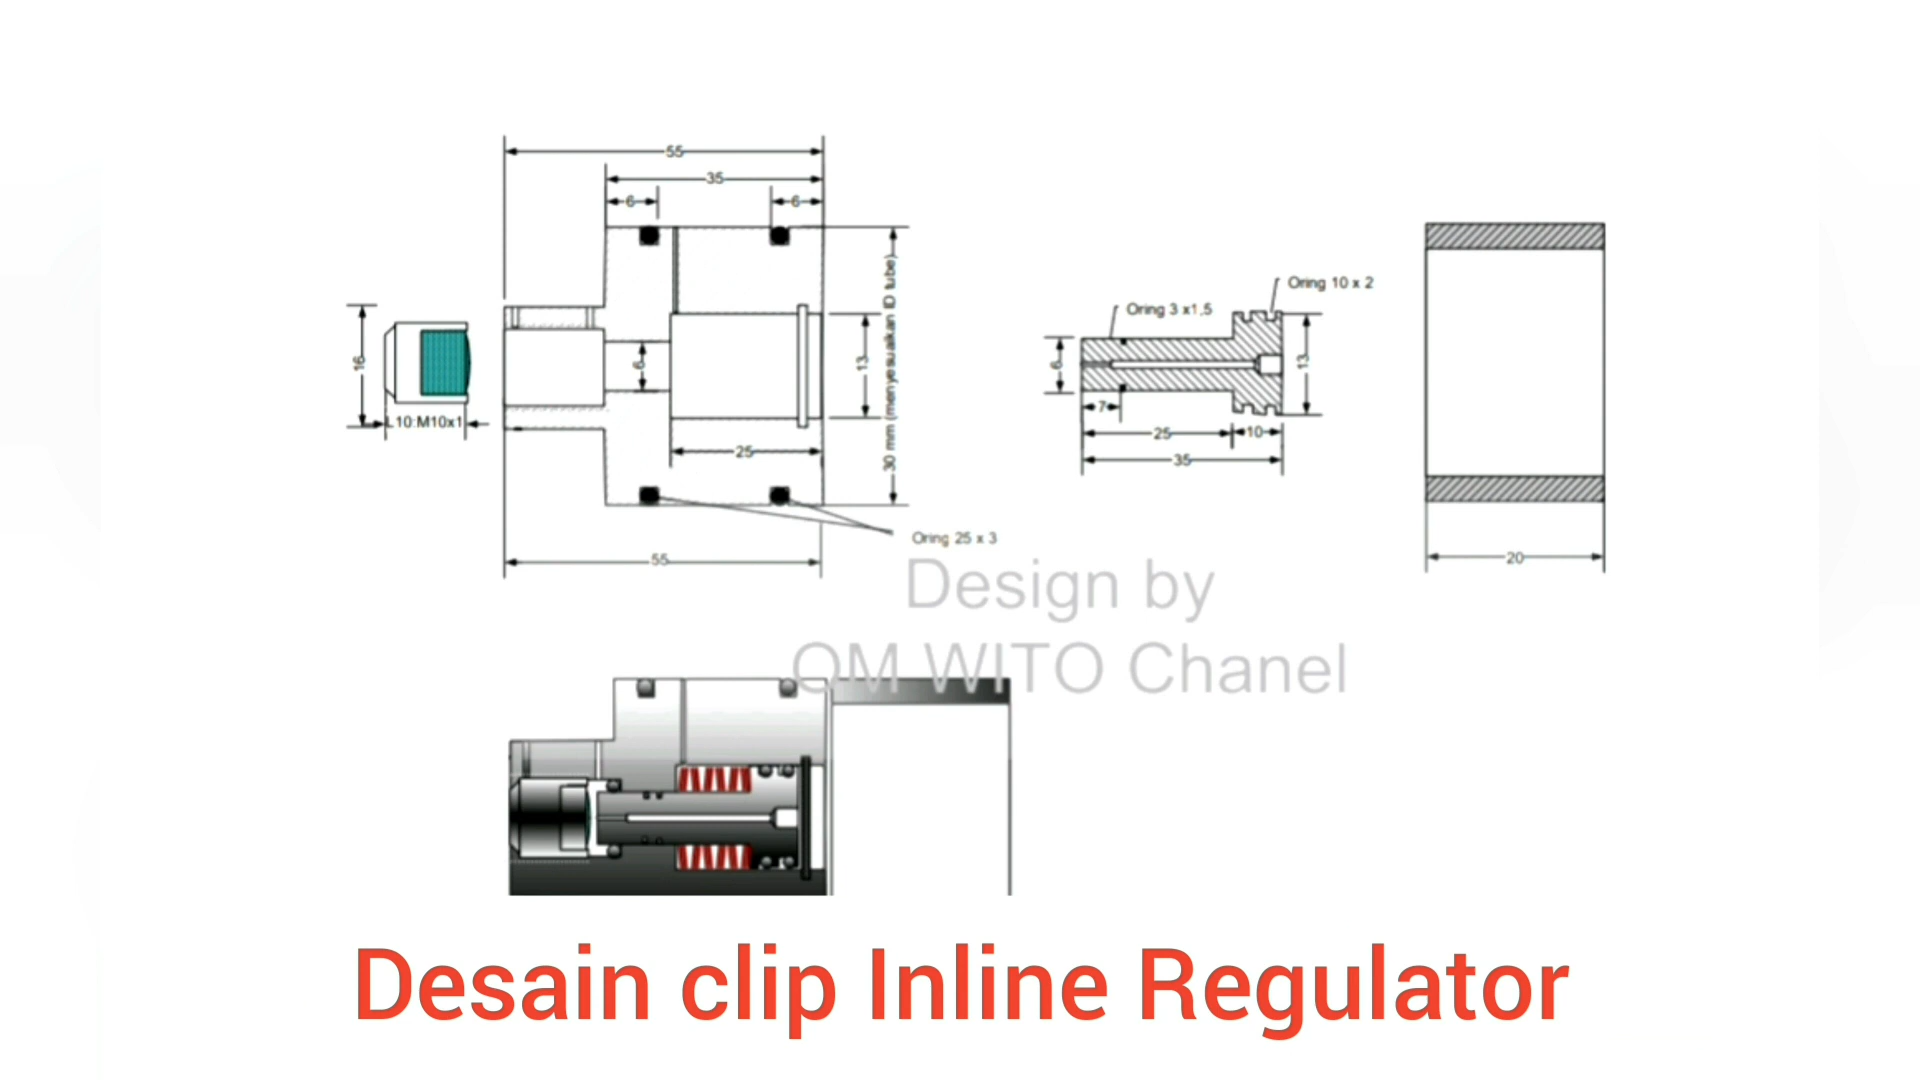 55
35
6
6
Oring 10 x 2
Oring 3 x1,5
16
6
13
30 mm (menyesuaikan ID tube)
6
13
L10:M10x1
7
25
25
10
35
Oring 25 x 3
55
20
Design by
OM WITO Chanel
Desain clip Inline Regulator